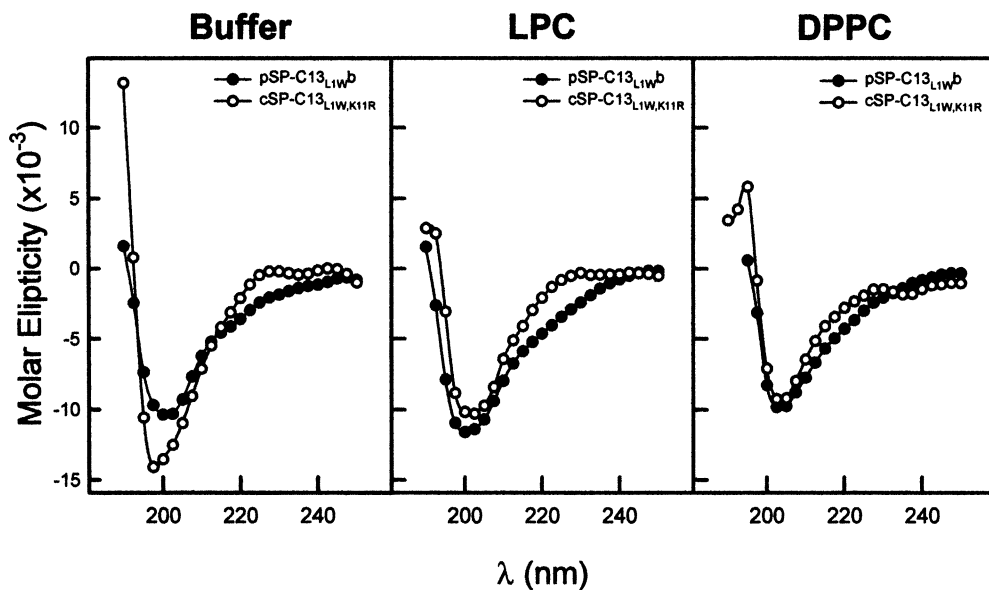 Buffer LPC DPPC
pSP-C13L1Wb
cSP-C13L1W,K11R
pSP-C13L1Wb
cSP-C13L1W,K11R
pSP-C13L1Wb
cSP-C13L1W,K11R
Molar Elipticity (x10-3)
10
5
0
-5
-10
-15
200 220 240 200 220 240 200 220 240
λ (nm)